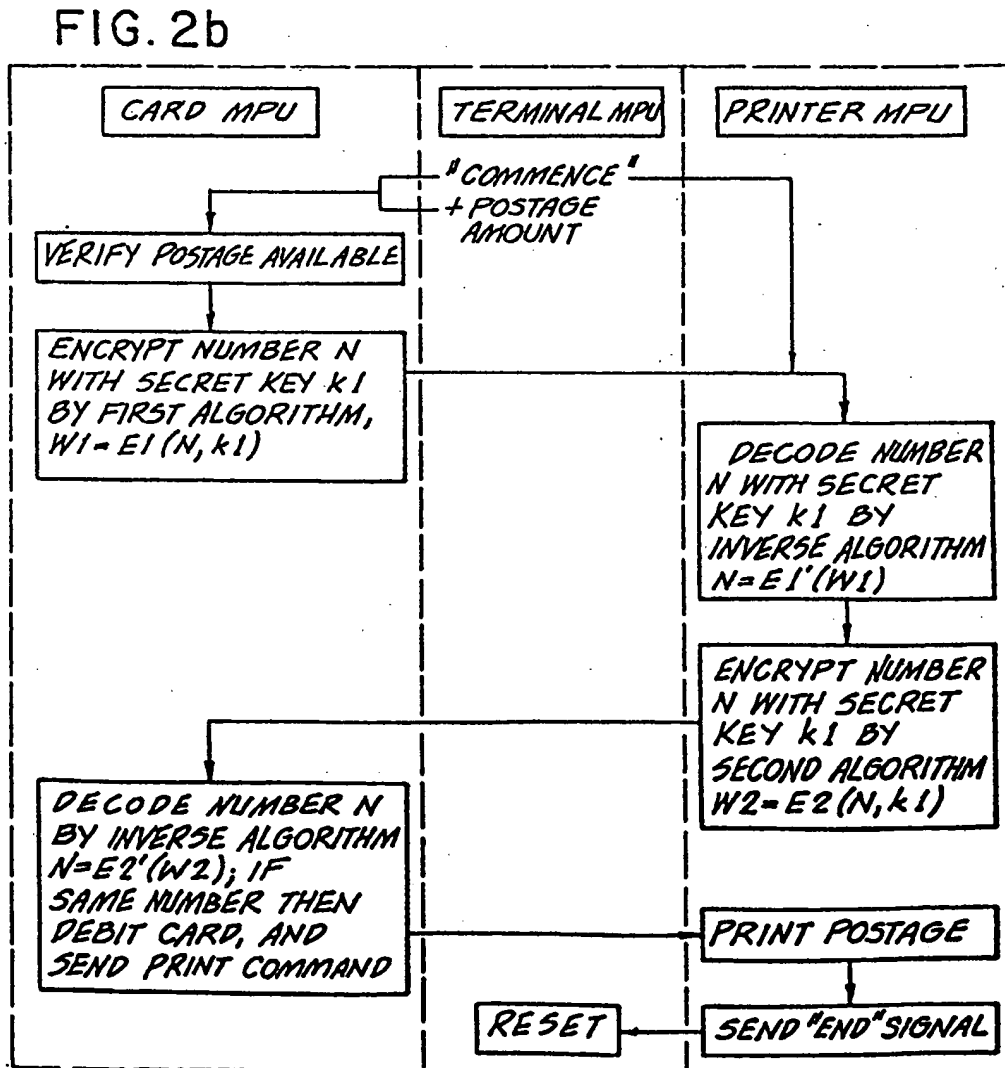 FIG. 2b
CARD MPU
TERMINAL MPU
PRINTER MPU
"COMMENCE"
+ POSTAGE
AMOUNT
VERIFY POSTAGE AVAILABLE
ENCRYPT NUMBER N
WITH SECRET KEY k1
BY FIRST ALGORITHM,
W1=E1(N,k1)
DECODE NUMBER
N WITH SECRET
KEY k1 BY
INVERSE ALGORITHM
N=E1'(W1)
ENCRYPT NUMBER
N WITH SECRET
KEY k1 BY
SECOND ALGORITHM
W2=E2(N,k1)
DECODE NUMBER N
BY INVERSE ALGORITHM
N=E2'(W2); IF
SAME NUMBER THEN
DEBIT CARD, AND
SEND PRINT COMMAND
PRINT POSTAGE
RESET
SEND "END" SIGNAL